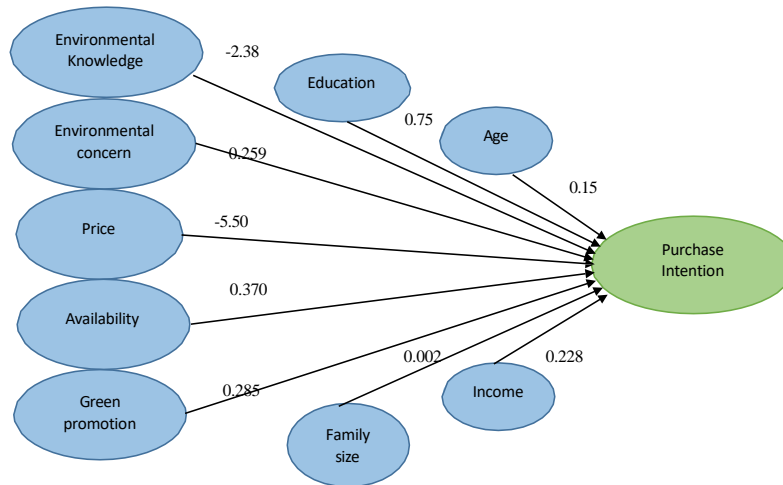 Environmental
Knowledge
-2.38
Education
0.75
Age
0.15
Environmental
concern
0.259
Price
-5.50
Purchase
Intention
Availability
0.370
Green
promotion
0.285
0.002
Family
size
Income
0.228